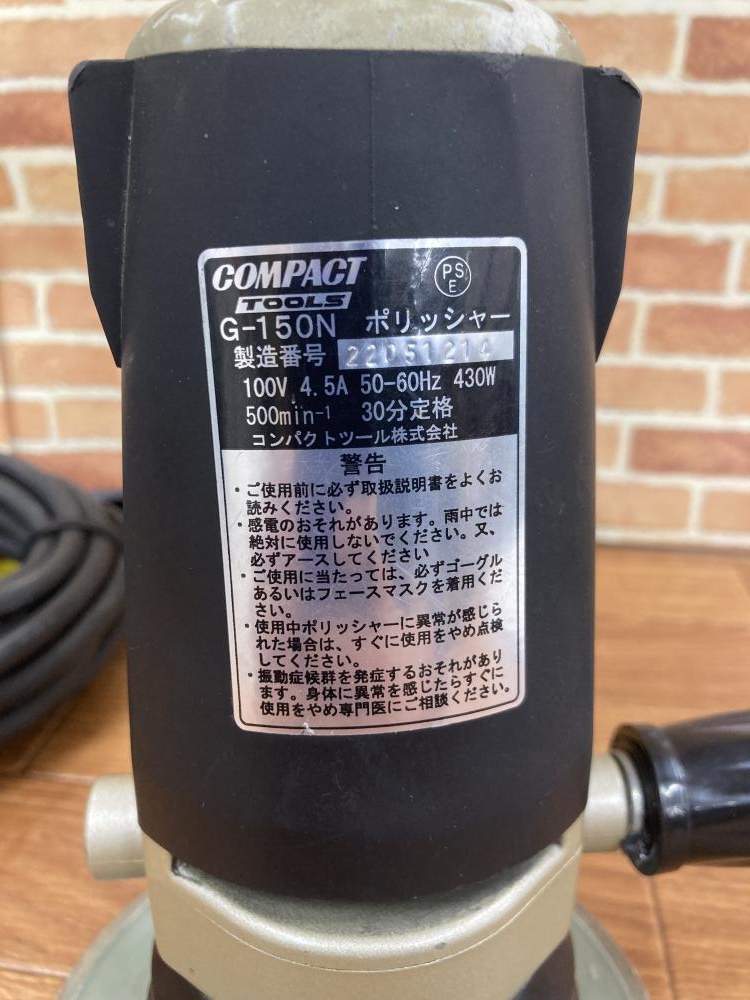 COMPACT
TOOLS
PS
E
G-150N ポリッシャー
製造番号 22051214
100V 4.5A 50-60Hz 430W
500min-1 30分定格
コンパクトツール株式会社
警告
・ご使用前に必ず取扱説明書をよくお
読みください。
・感電のおそれがあります。雨中では
絶対に使用しないでください。又、
必ずアースしてください
・ご使用に当たっては、必ずゴーグル
あるいはフェースマスクを着用くだ
さい。
・使用中ポリッシャーに異常が感じら
れた場合は、すぐに使用をやめ点検
してください。
・振動症候群を発症するおそれがあり
ます。身体に異常を感じたらすぐに
使用をやめ専門医にご相談ください。